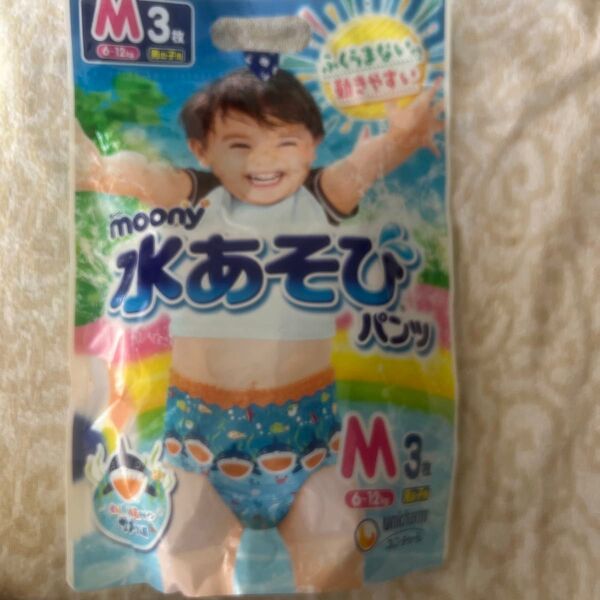 M 3枚
6~12kg 男の子用
ふくらまない
動きやすい
moony
水あそび
パンツ
M 3枚
6~12kg 男の子用
unicharm
ユニ・チャーム